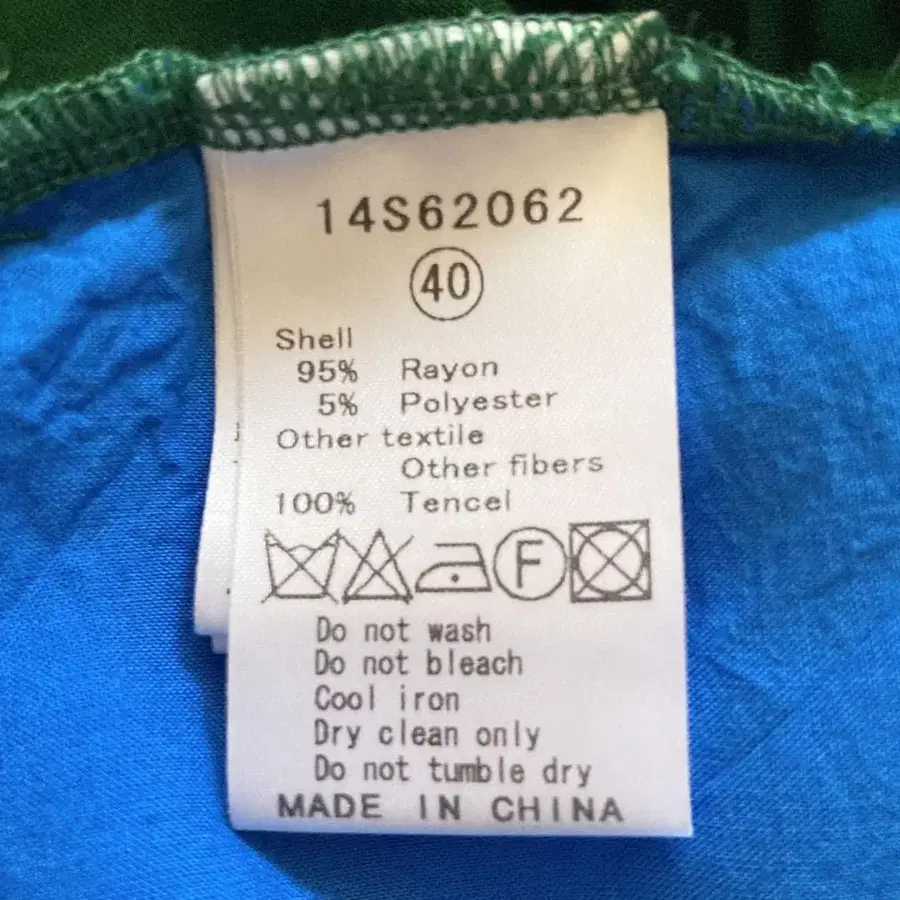 14S62062
40
Shell
95% Rayon
5% Polyester
Other textile
Other fibers
100% Tencel
F
Do not wash
Do not bleach
Cool iron
Dry clean only
Do not tumble dry
MADE IN CHINA